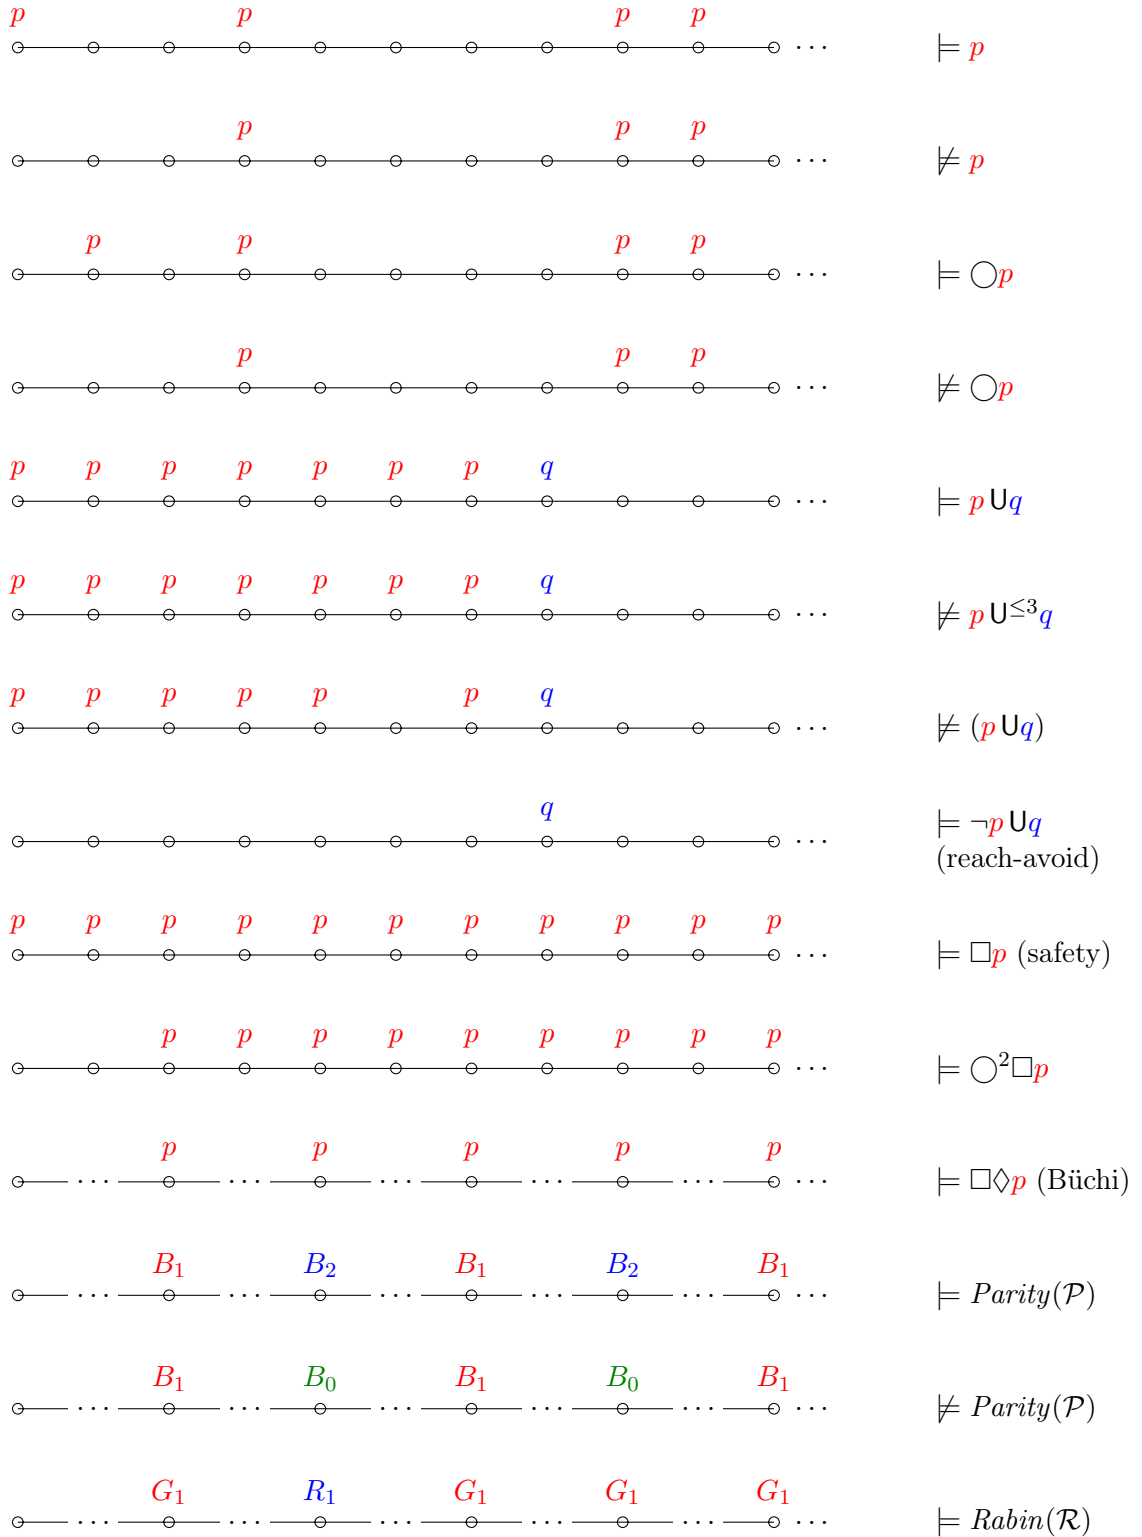 p p p p
··· ⊨ p
p p p
··· ⊭ p
p p p p
··· ⊨ ◯p
p p p
··· ⊭ ◯p
p p p p p p p q
··· ⊨ p U q
p p p p p p p q
··· ⊭ p U≤3 q
p p p p p p q
··· ⊭ (p U q)
q
··· ⊨ ¬p U q
(reach-avoid)
p p p p p p p p p p p
··· ⊨ □p (safety)
p p p p p p p p p
··· ⊨ ◯²□p
p p p p p
··· ··· ··· ··· ··· ··· ⊨ □◊p (Büchi)
B₁ B₂ B₁ B₂ B₁
··· ··· ··· ··· ··· ··· ⊨ Parity(𝒫)
B₁ B₀ B₁ B₀ B₁
··· ··· ··· ··· ··· ··· ⊭ Parity(𝒫)
G₁ R₁ G₁ G₁ G₁
··· ··· ··· ··· ··· ··· ⊨ Rabin(ℛ)